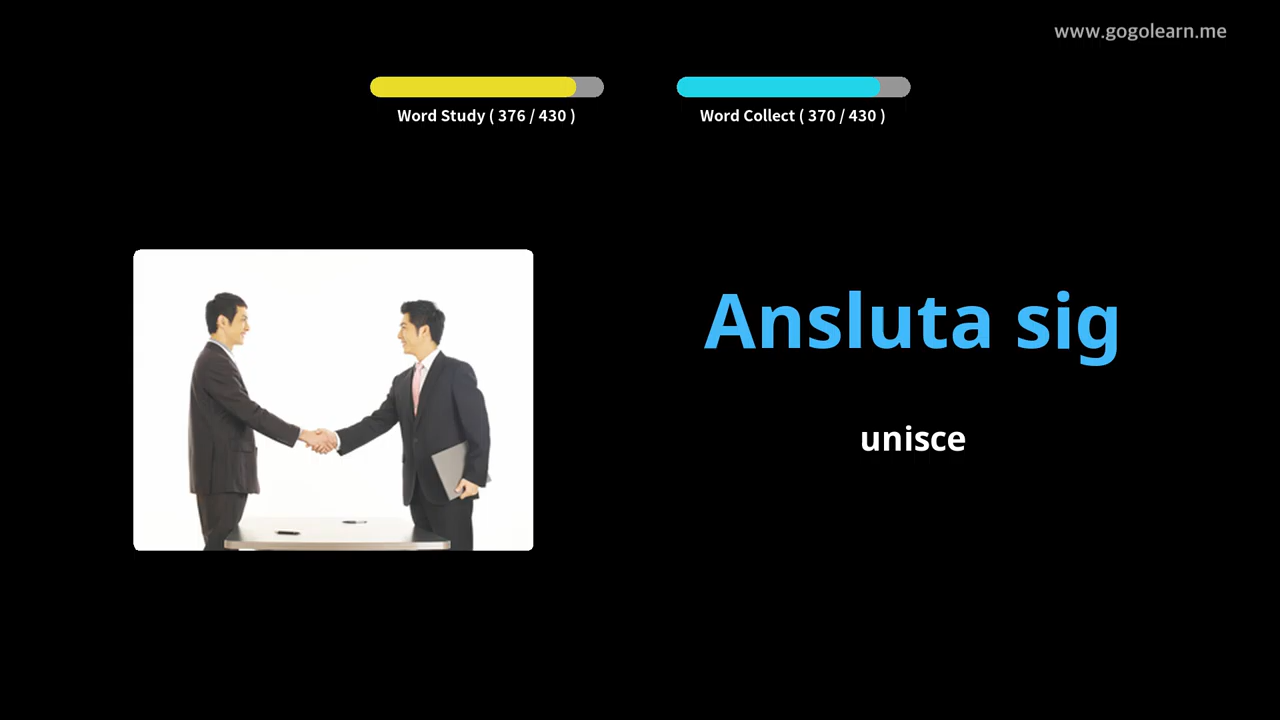 www.gogolearn.me
Word Study ( 376 / 430 )
Word Collect ( 370 / 430 )
Ansluta sig
unisce